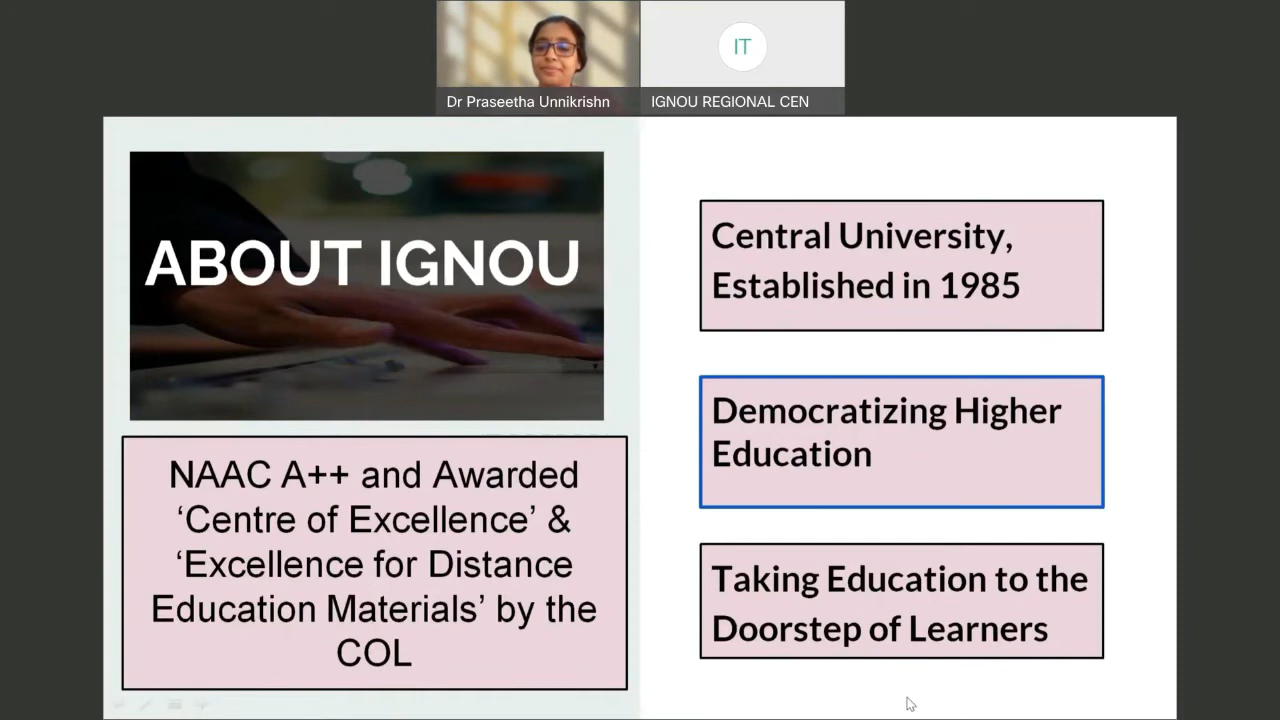 Dr Praseetha Unnikrishn
IT
IGNOU REGIONAL CEN
ABOUT IGNOU
NAAC A++ and Awarded
‘Centre of Excellence’ &
‘Excellence for Distance
Education Materials’ by the
COL
Central University,
Established in 1985
Democratizing Higher
Education
Taking Education to the
Doorstep of Learners